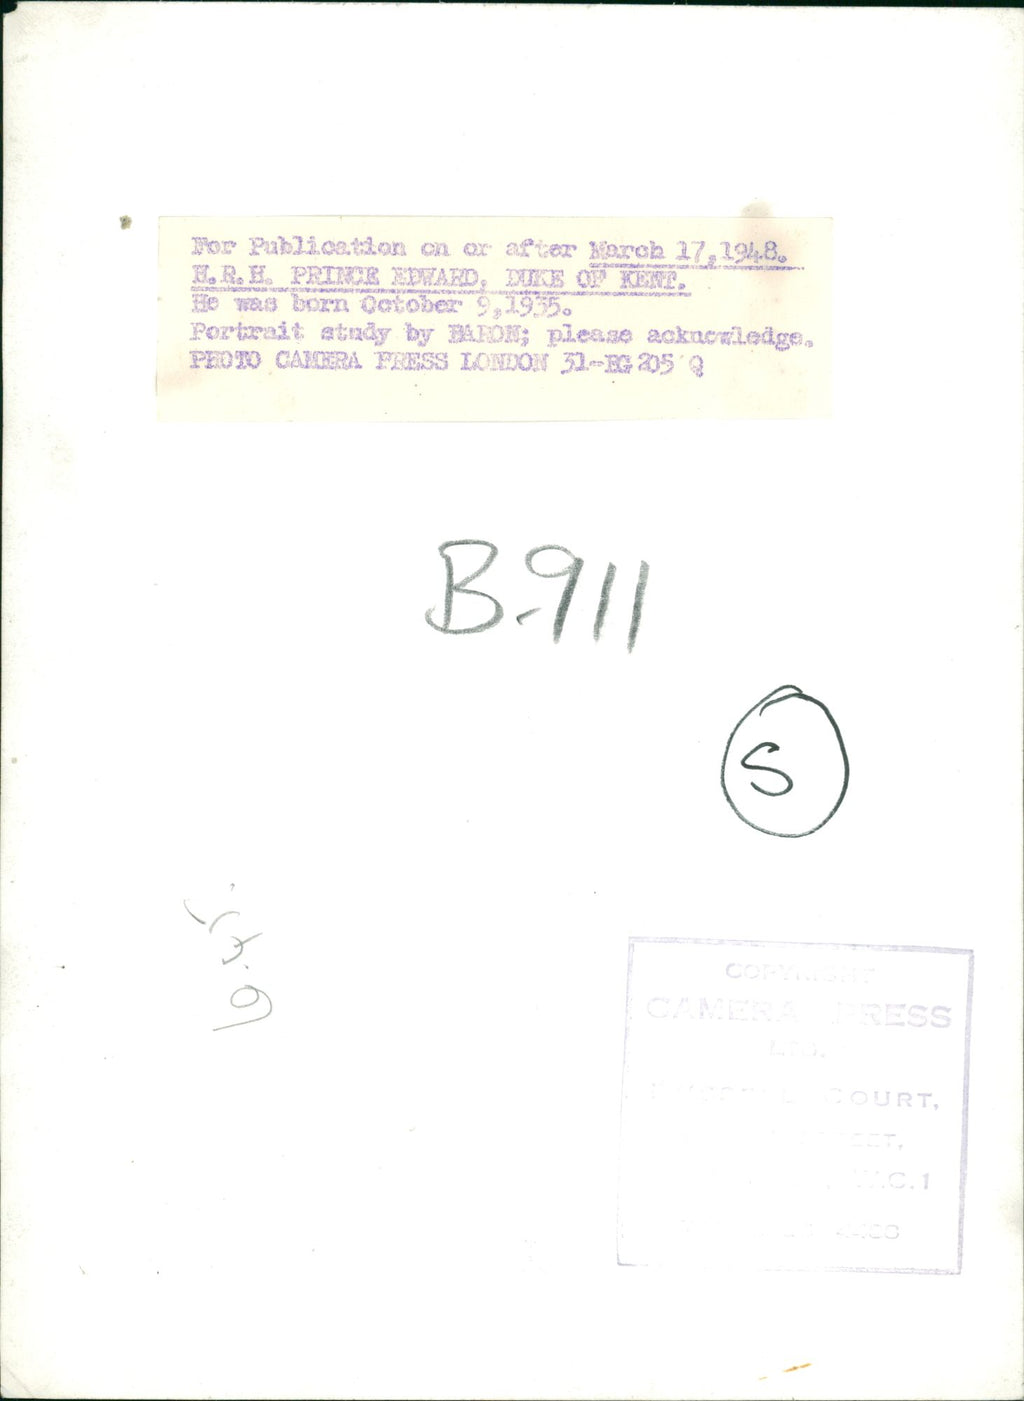 For Publication on or after March 17,1948.
H.R.H. PRINCE EDWARD, DUKE OF KENT.
He was born October 9,1935.
Portrait study by BARON; please acknowledge.
PHOTO CAMERA PRESS LONDON 31--EG 205 Q
B-911
S
COPYRIGHT
CAMERA PRESS
LTD.
COURT,
W.C.1